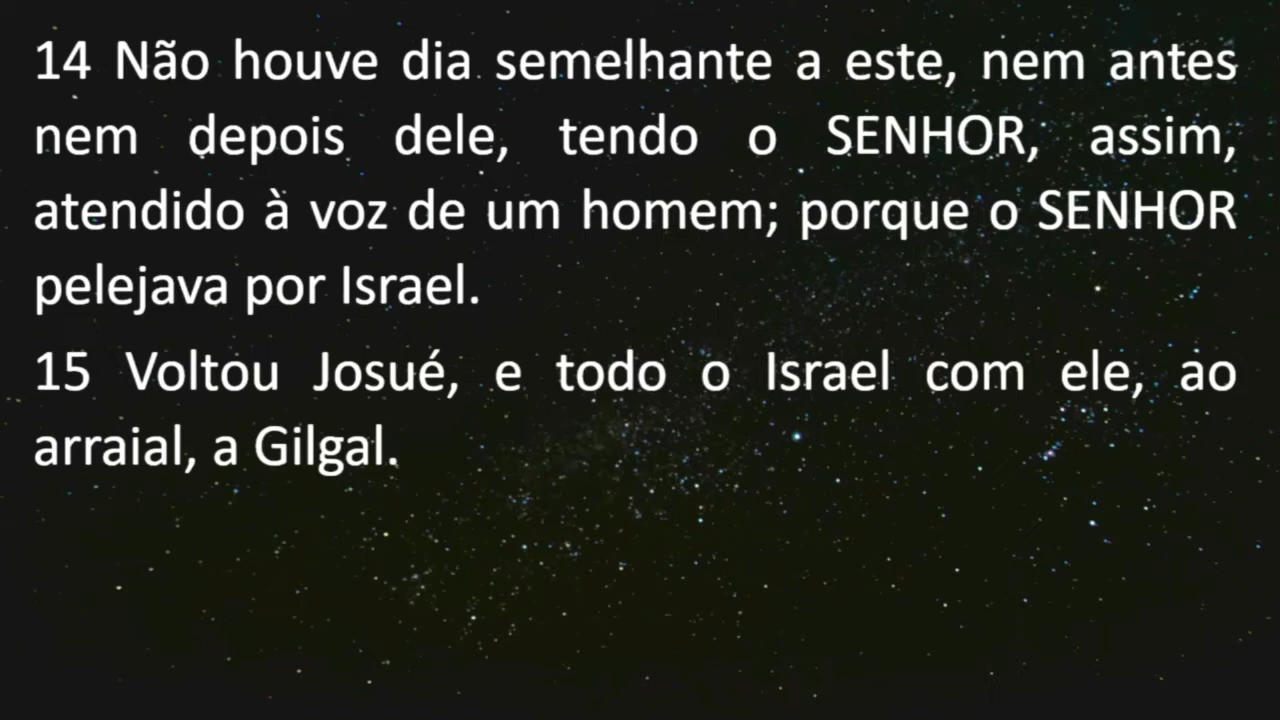 14 Não houve dia semelhante a este, nem antes
nem depois dele, tendo o SENHOR, assim,
atendido à voz de um homem; porque o SENHOR
pelejava por Israel.
15 Voltou Josué, e todo o Israel com ele, ao
arraial, a Gilgal.